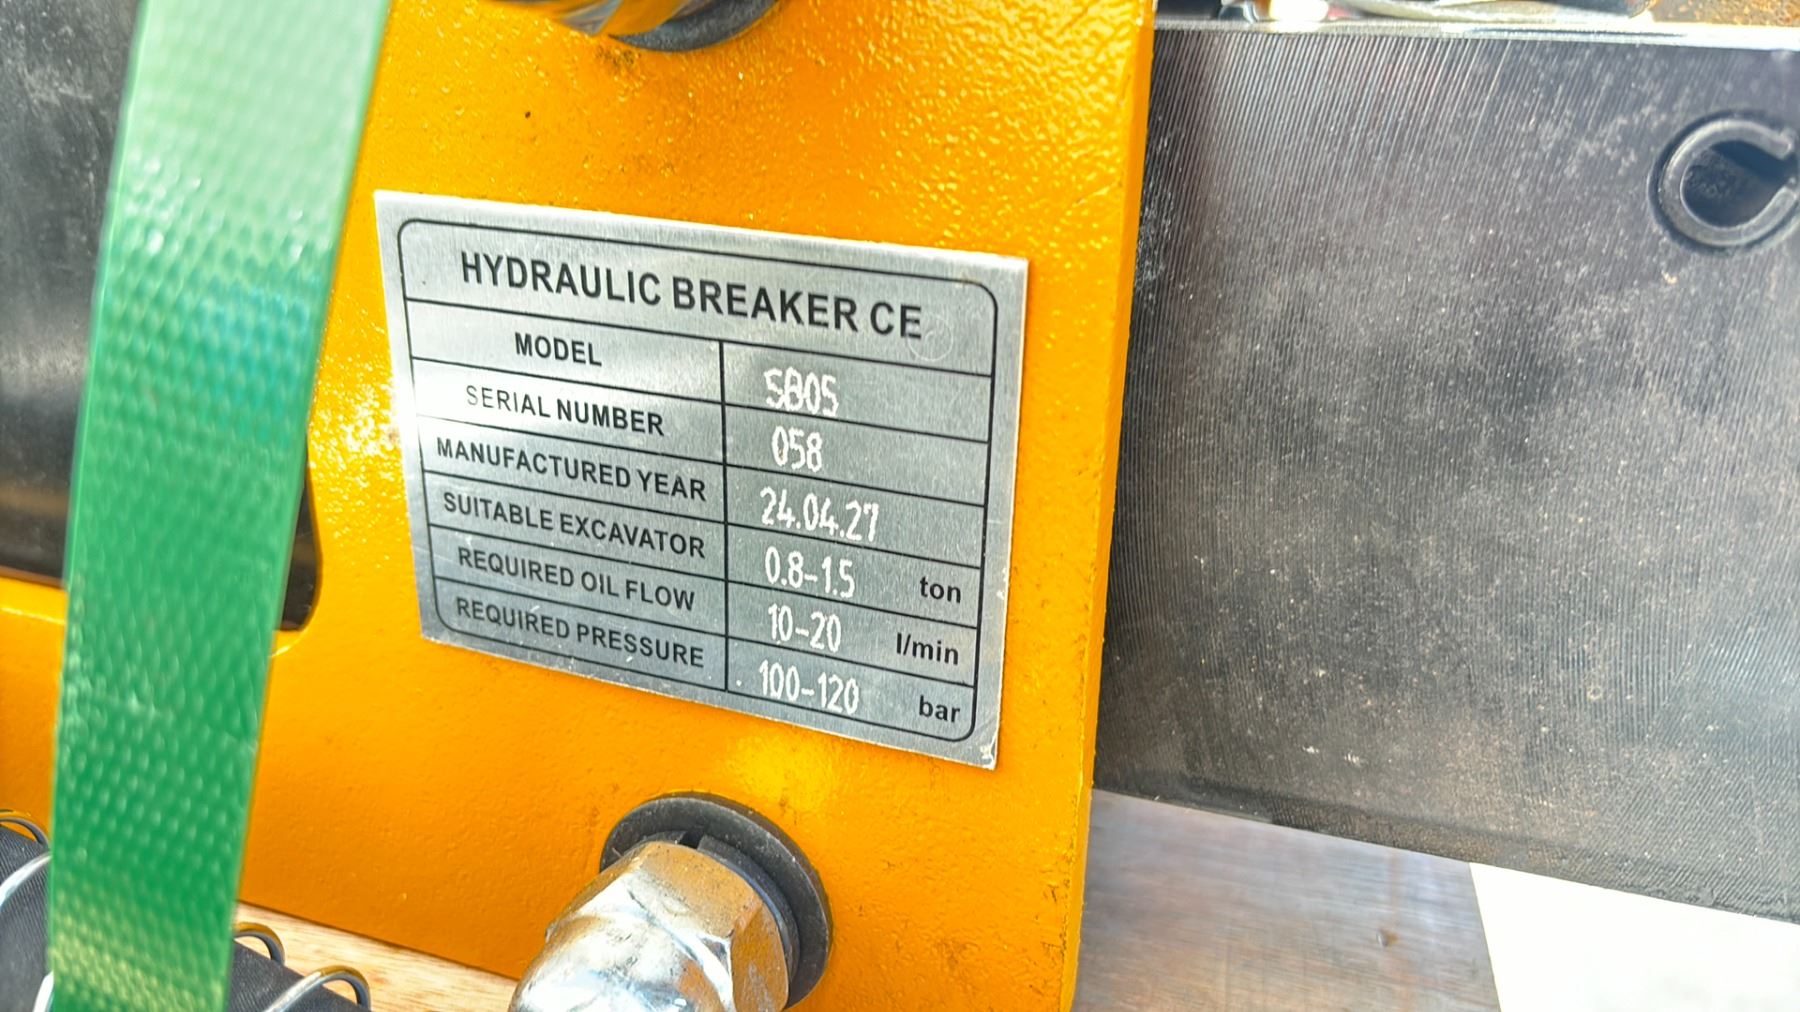 HYDRAULIC BREAKER CE
MODEL SB05
SERIAL NUMBER 058
MANUFACTURED YEAR 24.04.27
SUITABLE EXCAVATOR 0.8-1.5 ton
REQUIRED OIL FLOW 10-20 l/min
REQUIRED PRESSURE 100-120 bar